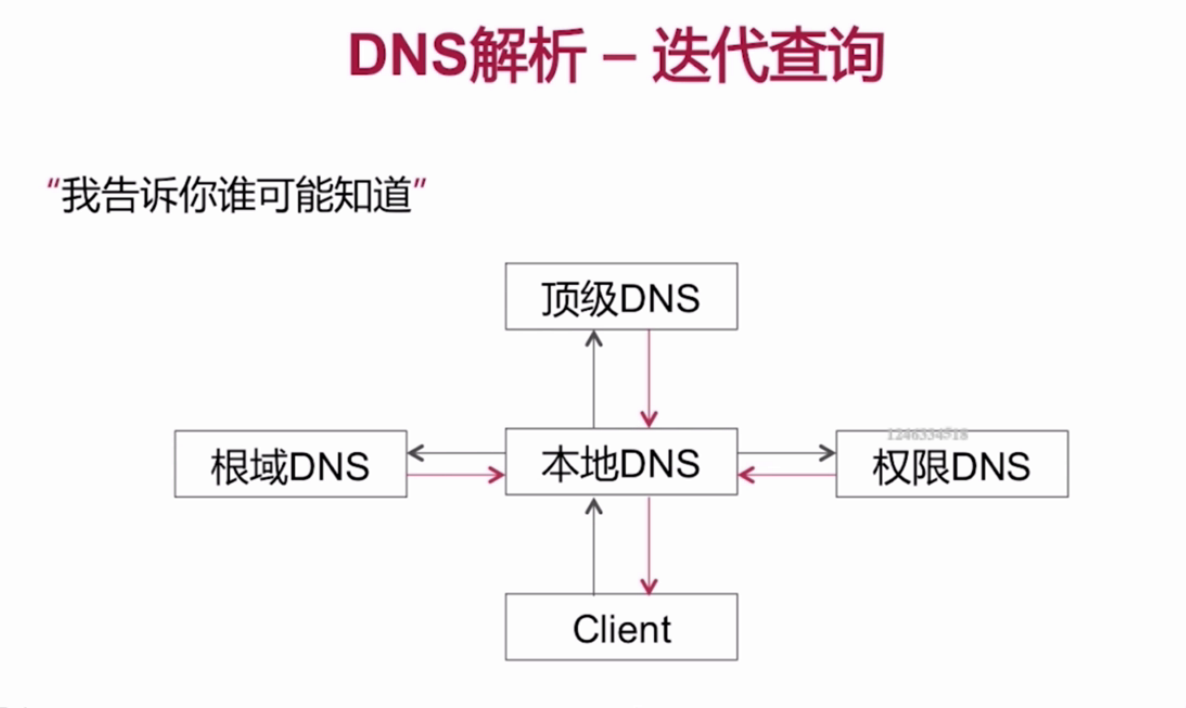 DNS解析 – 迭代查询
“我告诉你谁可能知道”
顶级DNS
根域DNS
本地DNS
1246334518
权限DNS
Client